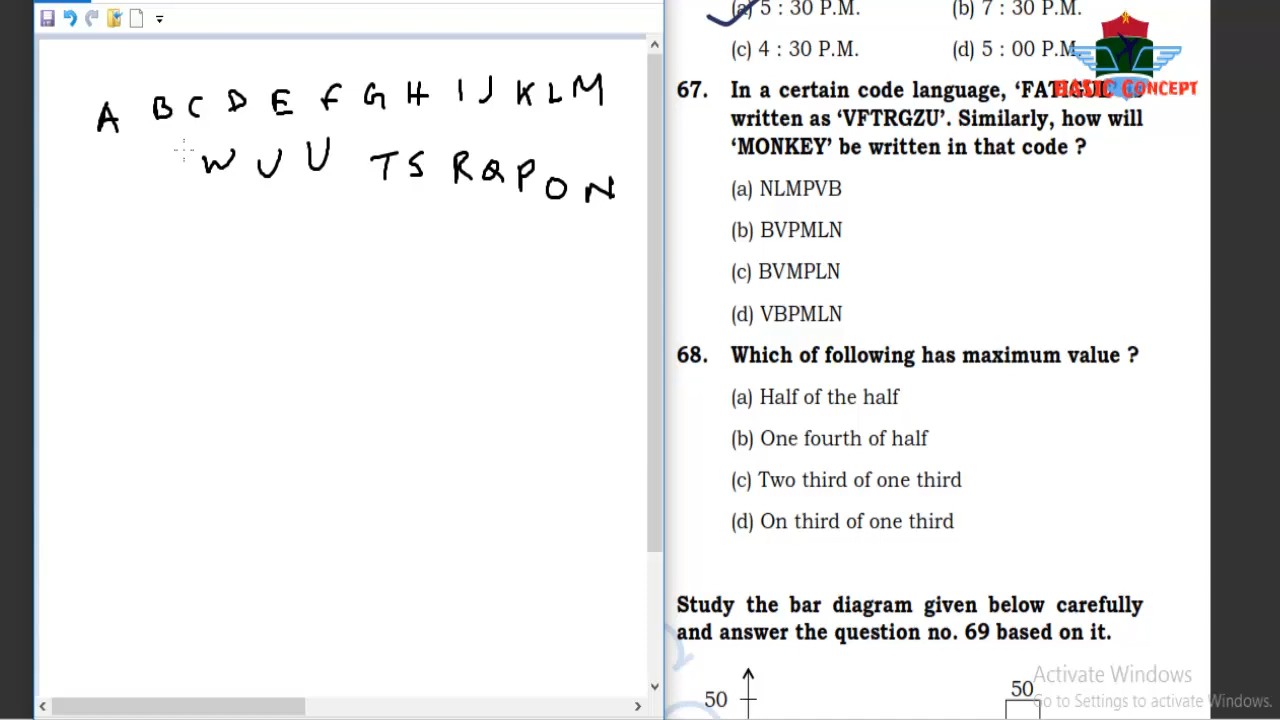 (a) 5 : 30 P.M. (b) 7 : 30 P.M.
(c) 4 : 30 P.M. (d) 5 : 00 P.M.
A B C D E F G H I J K L M
W V U T S R Q P O N
67. In a certain code language, 'FATIGUE' is
written as 'VFTRGZU'. Similarly, how will
'MONKEY' be written in that code ?
(a) NLMPVB
(b) BVPMLN
(c) BVMPLN
(d) VBPMLN
68. Which of following has maximum value ?
(a) Half of the half
(b) One fourth of half
(c) Two third of one third
(d) On third of one third
Study the bar diagram given below carefully
and answer the question no. 69 based on it.
50 50
BASIC CONCEPT
Activate Windows
Go to Settings to activate Windows.